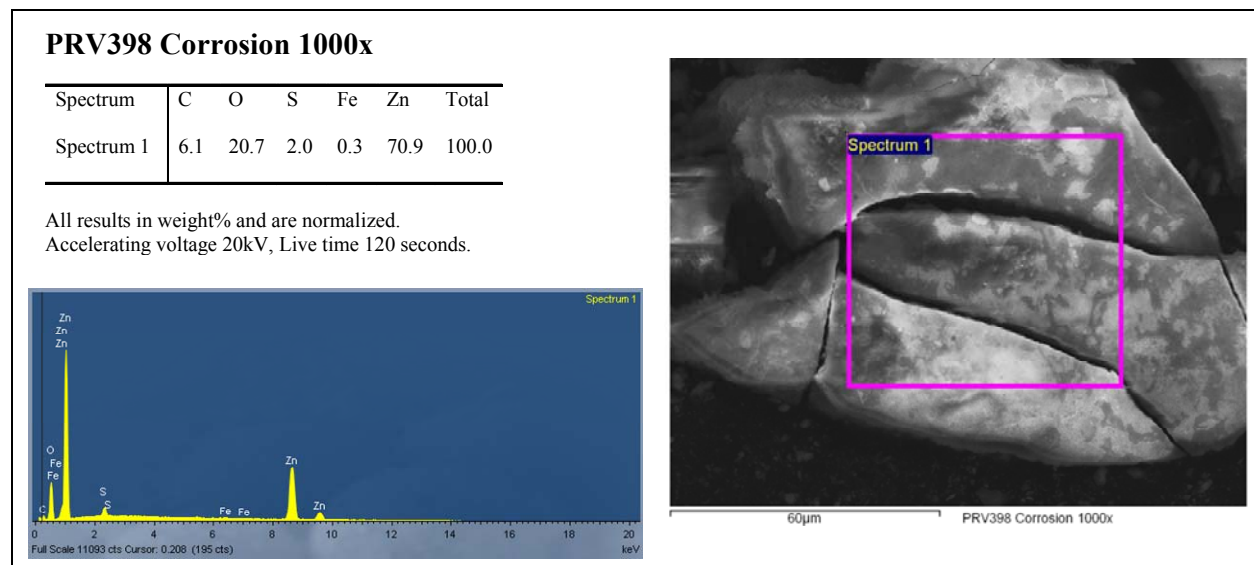 PRV398 Corrosion 1000x
Spectrum C O S Fe Zn Total
Spectrum 1 6.1 20.7 2.0 0.3 70.9 100.0
All results in weight% and are normalized.
Accelerating voltage 20kV, Live time 120 seconds.
Spectrum 1
Zn
Zn
Zn
O
Fe
Fe
C
S
S
Fe Fe
Zn
Zn
0 2 4 6 8 10 12 14 16 18 20
Full Scale 11093 cts Cursor: 0.208 (195 cts) keV
Spectrum 1
60µm PRV398 Corrosion 1000x